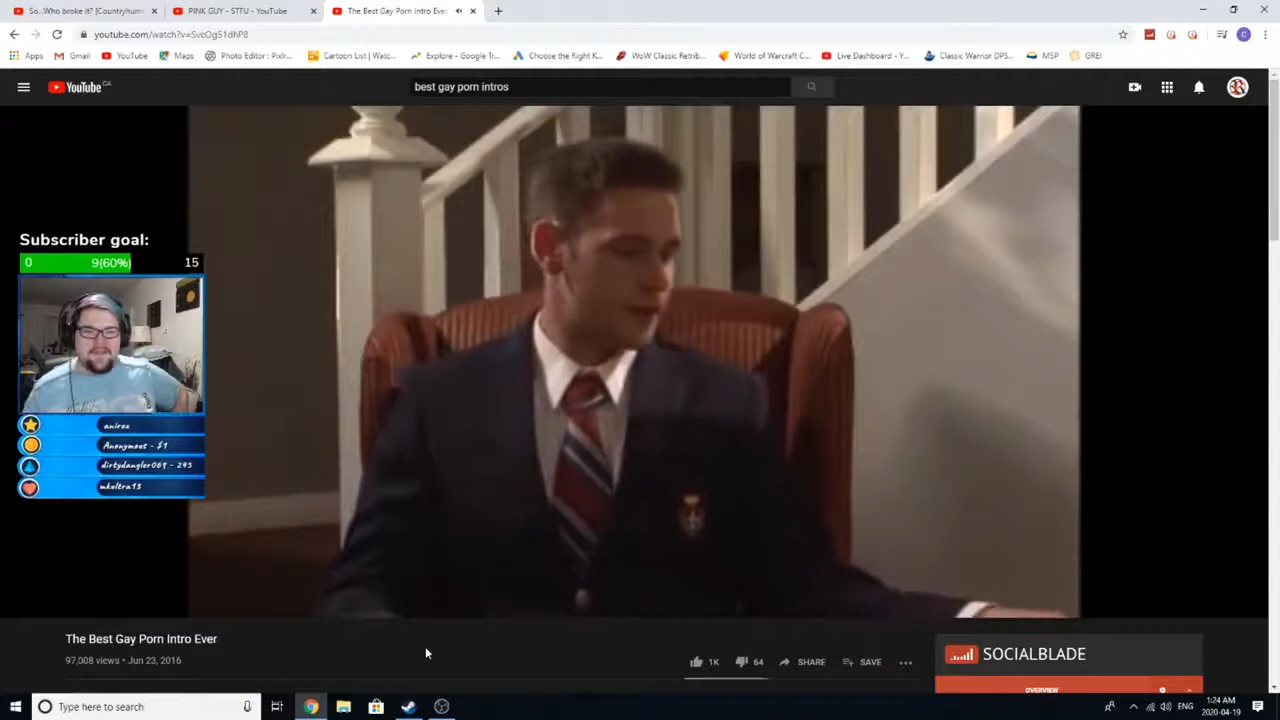 So...Who broke it? [Countryhum
PINK GUY - STFU - YouTube
The Best Gay Porn Intro Ever
youtube.com/watch?v=SvcOg51dhP8
Apps
Gmail
YouTube
Maps
Photo Editor : Pixlr...
Cartoon List | Watc...
Explore - Google Tr...
Choose the Right K...
WoW Classic Retrib...
World of Warcraft C...
Live Dashboard - Y...
Classic Warrior DPS...
MSP
GREI
YouTube CA
best gay porn intros
Subscriber goal:
0 9(60%) 15
anirox
Anonymous - $1
dirtydangler069 - 295
mkultra13
The Best Gay Porn Intro Ever
97,008 views • Jun 23, 2016
1K
64
SHARE
SAVE
SOCIALBLADE
OVERVIEW
Type here to search
ENG
1:24 AM
2020-04-19